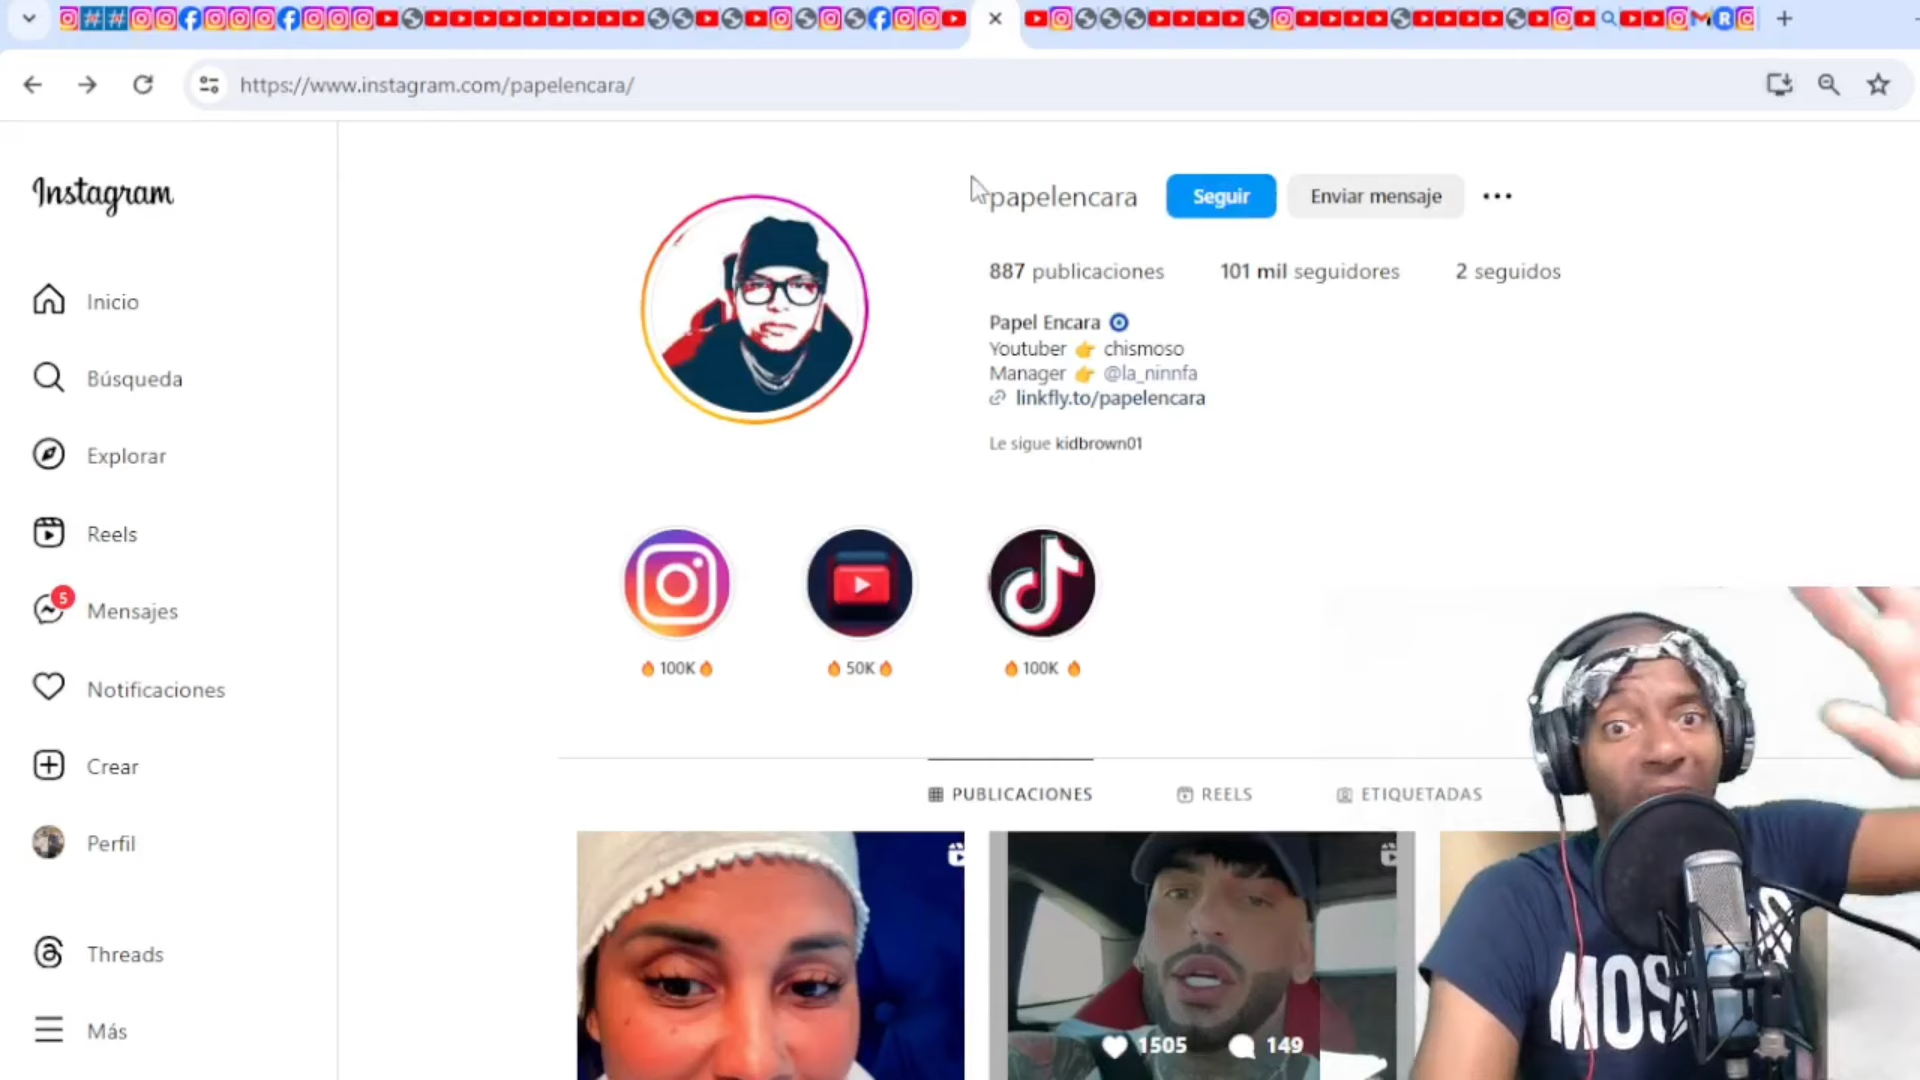 https://www.instagram.com/papelencara/
Instagram
papelencara
Seguir
Enviar mensaje
887 publicaciones
101 mil seguidores
2 seguidos
Papel Encara
Youtuber 👉 chismoso
Manager 👉 @la_ninnfa
linkfly.to/papelencara
Le sigue kidbrown01
Inicio
Búsqueda
Explorar
Reels
5
Mensajes
Notificaciones
Crear
Perfil
Threads
Más
🔥 100K 🔥
🔥 50K 🔥
🔥 100K 🔥
PUBLICACIONES
REELS
ETIQUETADAS
1505
149
MOS